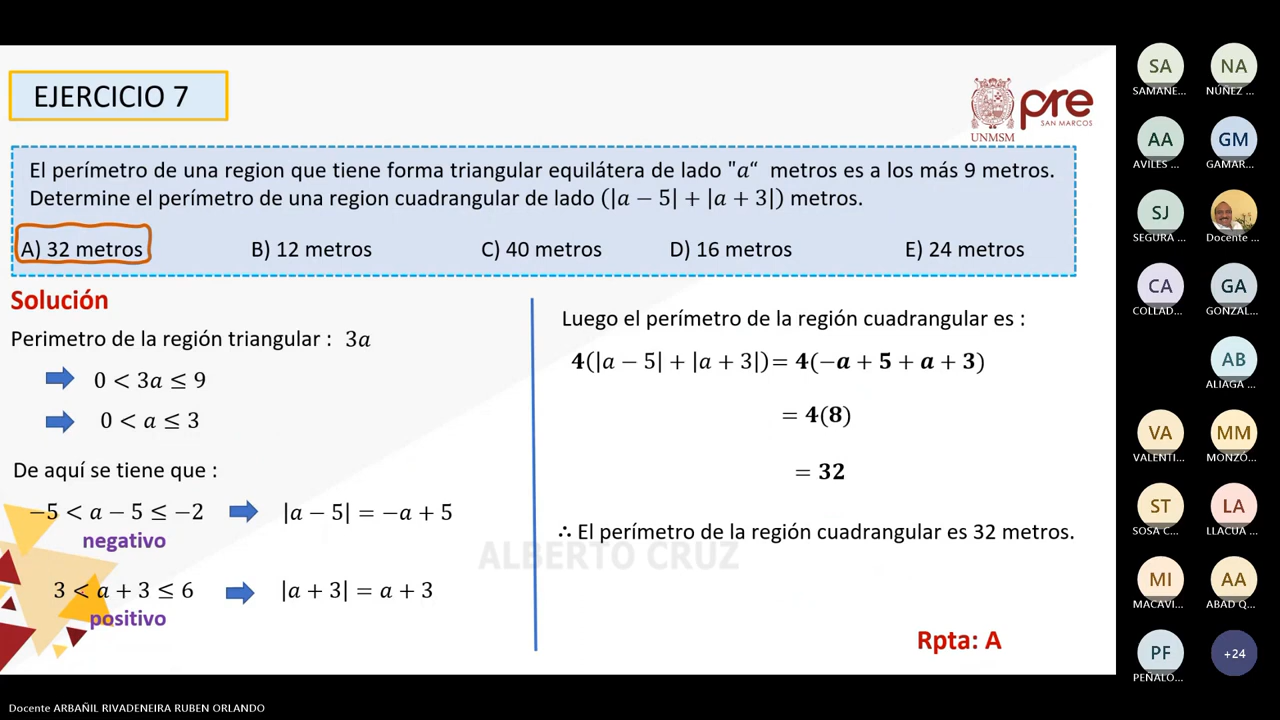 EJERCICIO 7
UNMSM
pre
SAN MARCOS
El perímetro de una region que tiene forma triangular equilátera de lado "a“ metros es a los más 9 metros.
Determine el perímetro de una region cuadrangular de lado (|a − 5| + |a + 3|) metros.
A) 32 metros B) 12 metros C) 40 metros D) 16 metros E) 24 metros
Solución
Perimetro de la región triangular : 3a
0 < 3a ≤ 9
0 < a ≤ 3
De aquí se tiene que :
−5 < a − 5 ≤ −2 |a − 5| = −a + 5
negativo
3 < a + 3 ≤ 6 |a + 3| = a + 3
positivo
Luego el perímetro de la región cuadrangular es :
4(|a − 5| + |a + 3|)= 4(−a + 5 + a + 3)
= 4(8)
= 32
∴ El perímetro de la región cuadrangular es 32 metros.
ALBERTO CRUZ
Rpta: A
SA NA
SAMANE... NÚÑEZ ...
AA GM
AVILES ... GAMAR...
SJ
SEGURA ... Docente ...
CA GA
COLLAD... GONZAL...
AB
ALIAGA ...
VA MM
VALENTI... MONZÓ...
ST LA
SOSA C... LLACUA...
MI AA
MACAVI... ABAD Q...
PF +24
PEÑALO...
Docente ARBAÑIL RIVADENEIRA RUBEN ORLANDO